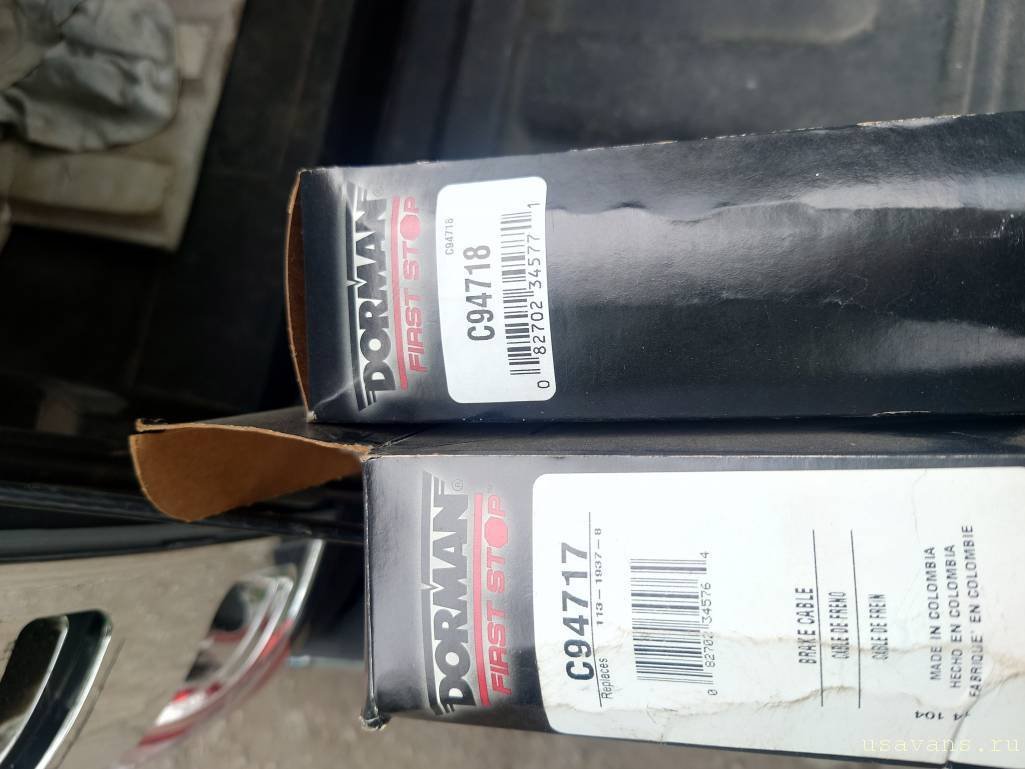 DORMAN®
FIRST STOP™
C94718
C94718
0 82702 34577 1
DORMAN®
FIRST STOP™
C94717
Replaces 113-1937-8
0 82702 34576 4
BRAKE CABLE
CABLE DE FRENO
CABLE DE FREIN
MADE IN COLOMBIA
HECHO EN COLOMBIA
FABRIQUE" EN COLOMBIE
usavans.ru